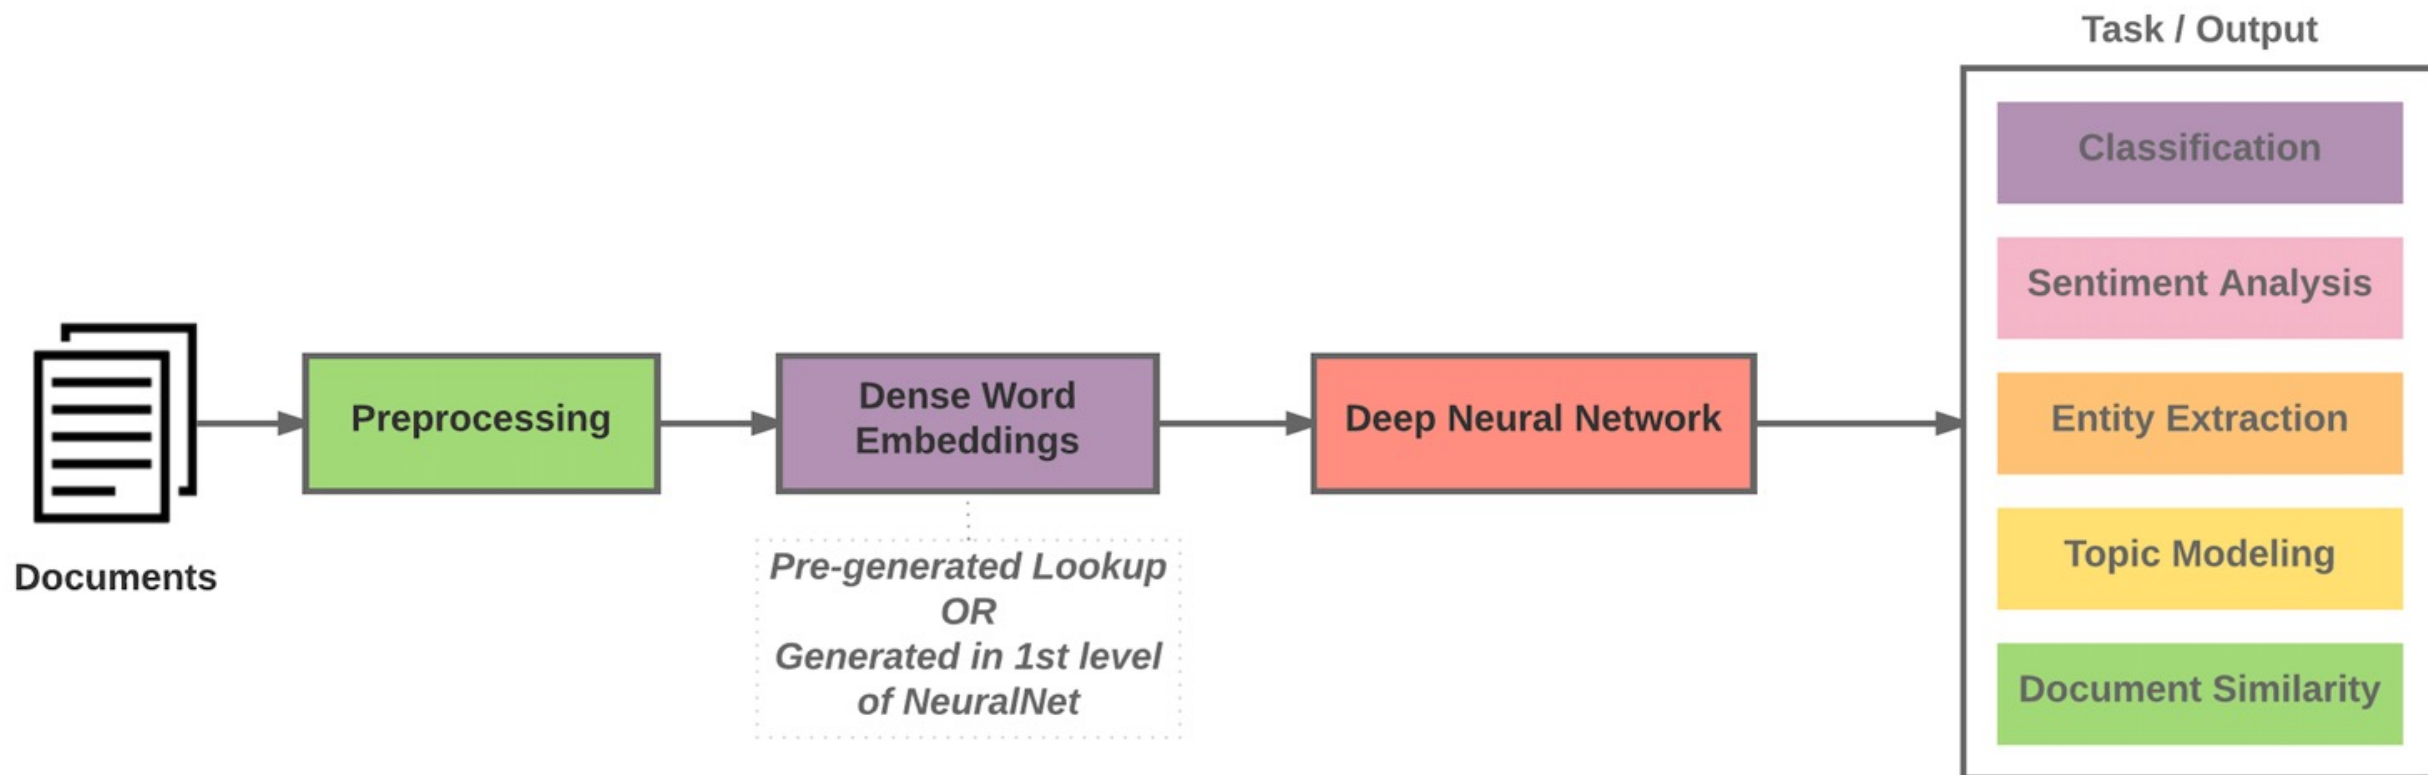 Task / Output
Classification
Sentiment Analysis
Preprocessing
Dense Word
Embeddings
Deep Neural Network
Entity Extraction
Documents
Pre-generated Lookup
OR
Generated in 1st level
of NeuralNet
Topic Modeling
Document Similarity